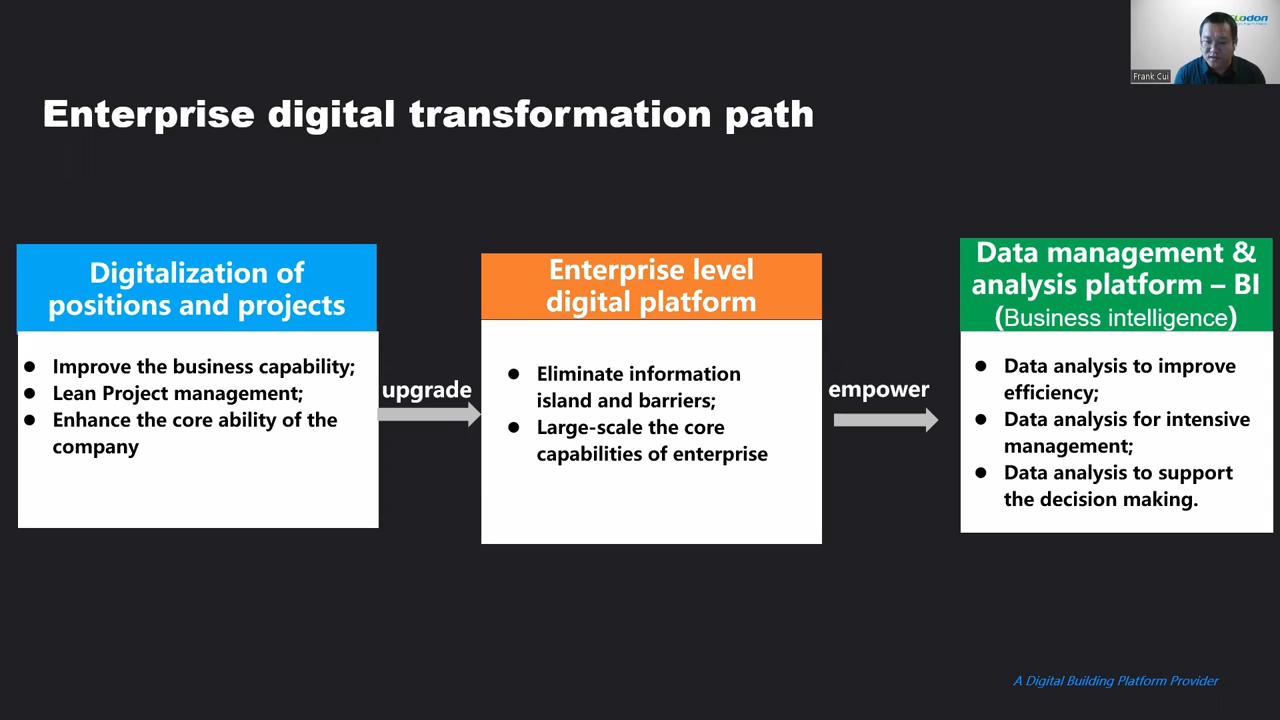 Frank Cui
Enterprise digital transformation path
Digitalization of
positions and projects
● Improve the business capability;
● Lean Project management;
● Enhance the core ability of the
company
upgrade
Enterprise level
digital platform
● Eliminate information
island and barriers;
● Large-scale the core
capabilities of enterprise
empower
Data management &
analysis platform – BI
(Business intelligence)
● Data analysis to improve
efficiency;
● Data analysis for intensive
management;
● Data analysis to support
the decision making.
A Digital Building Platform Provider